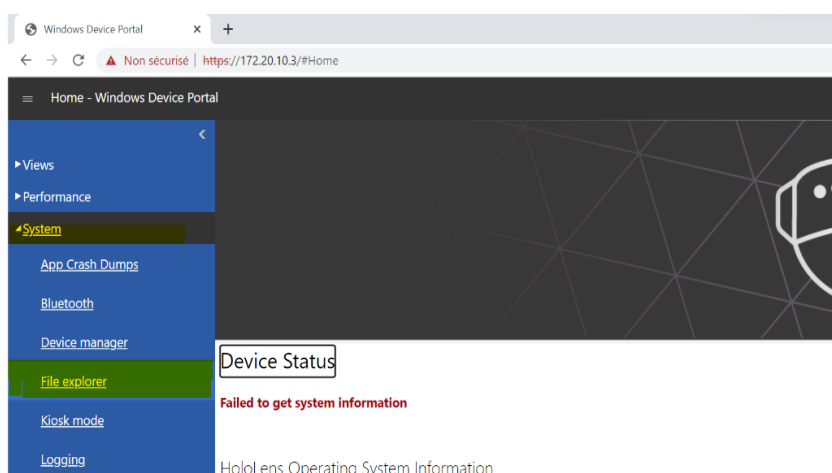 Windows Device Portal
Non sécurisé | https://172.20.10.3/#Home
Home - Windows Device Portal
Views
Performance
System
App Crash Dumps
Bluetooth
Device manager
File explorer
Kiosk mode
Logging
Device Status
Failed to get system information
HoloLens Operating System Information